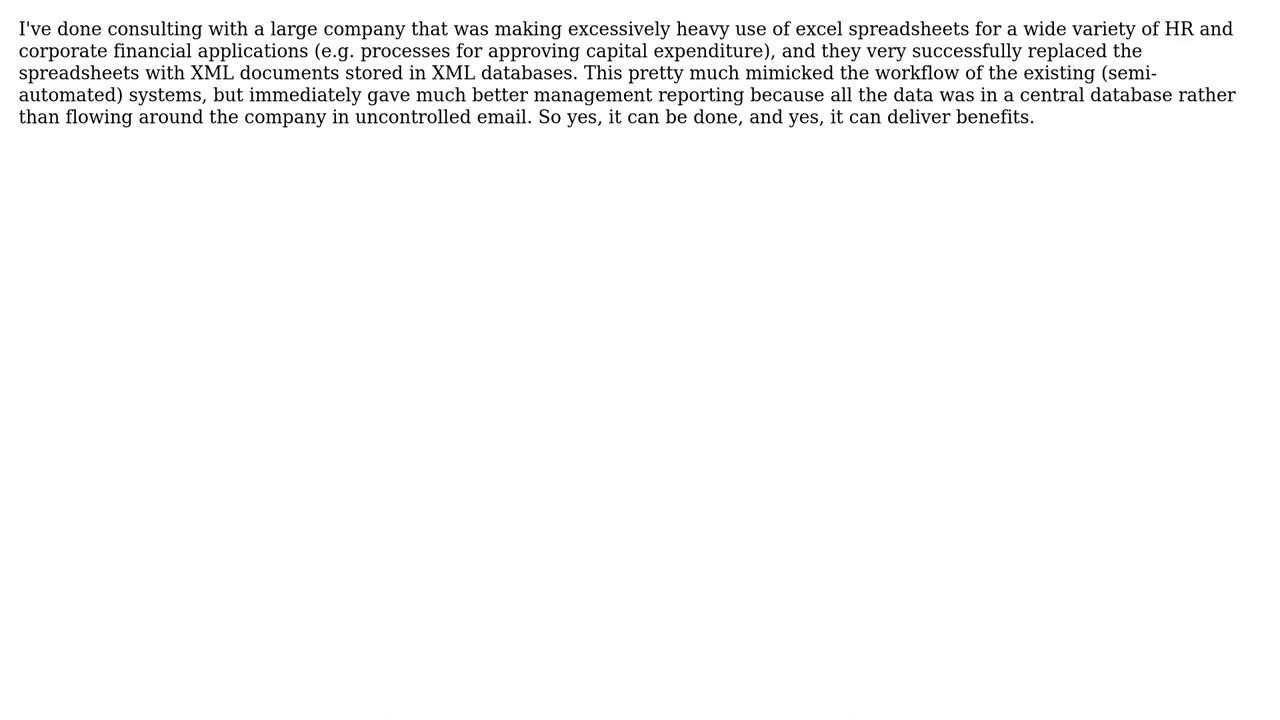 I've done consulting with a large company that was making excessively heavy use of excel spreadsheets for a wide variety of HR and
corporate financial applications (e.g. processes for approving capital expenditure), and they very successfully replaced the
spreadsheets with XML documents stored in XML databases. This pretty much mimicked the workflow of the existing (semi-
automated) systems, but immediately gave much better management reporting because all the data was in a central database rather
than flowing around the company in uncontrolled email. So yes, it can be done, and yes, it can deliver benefits.